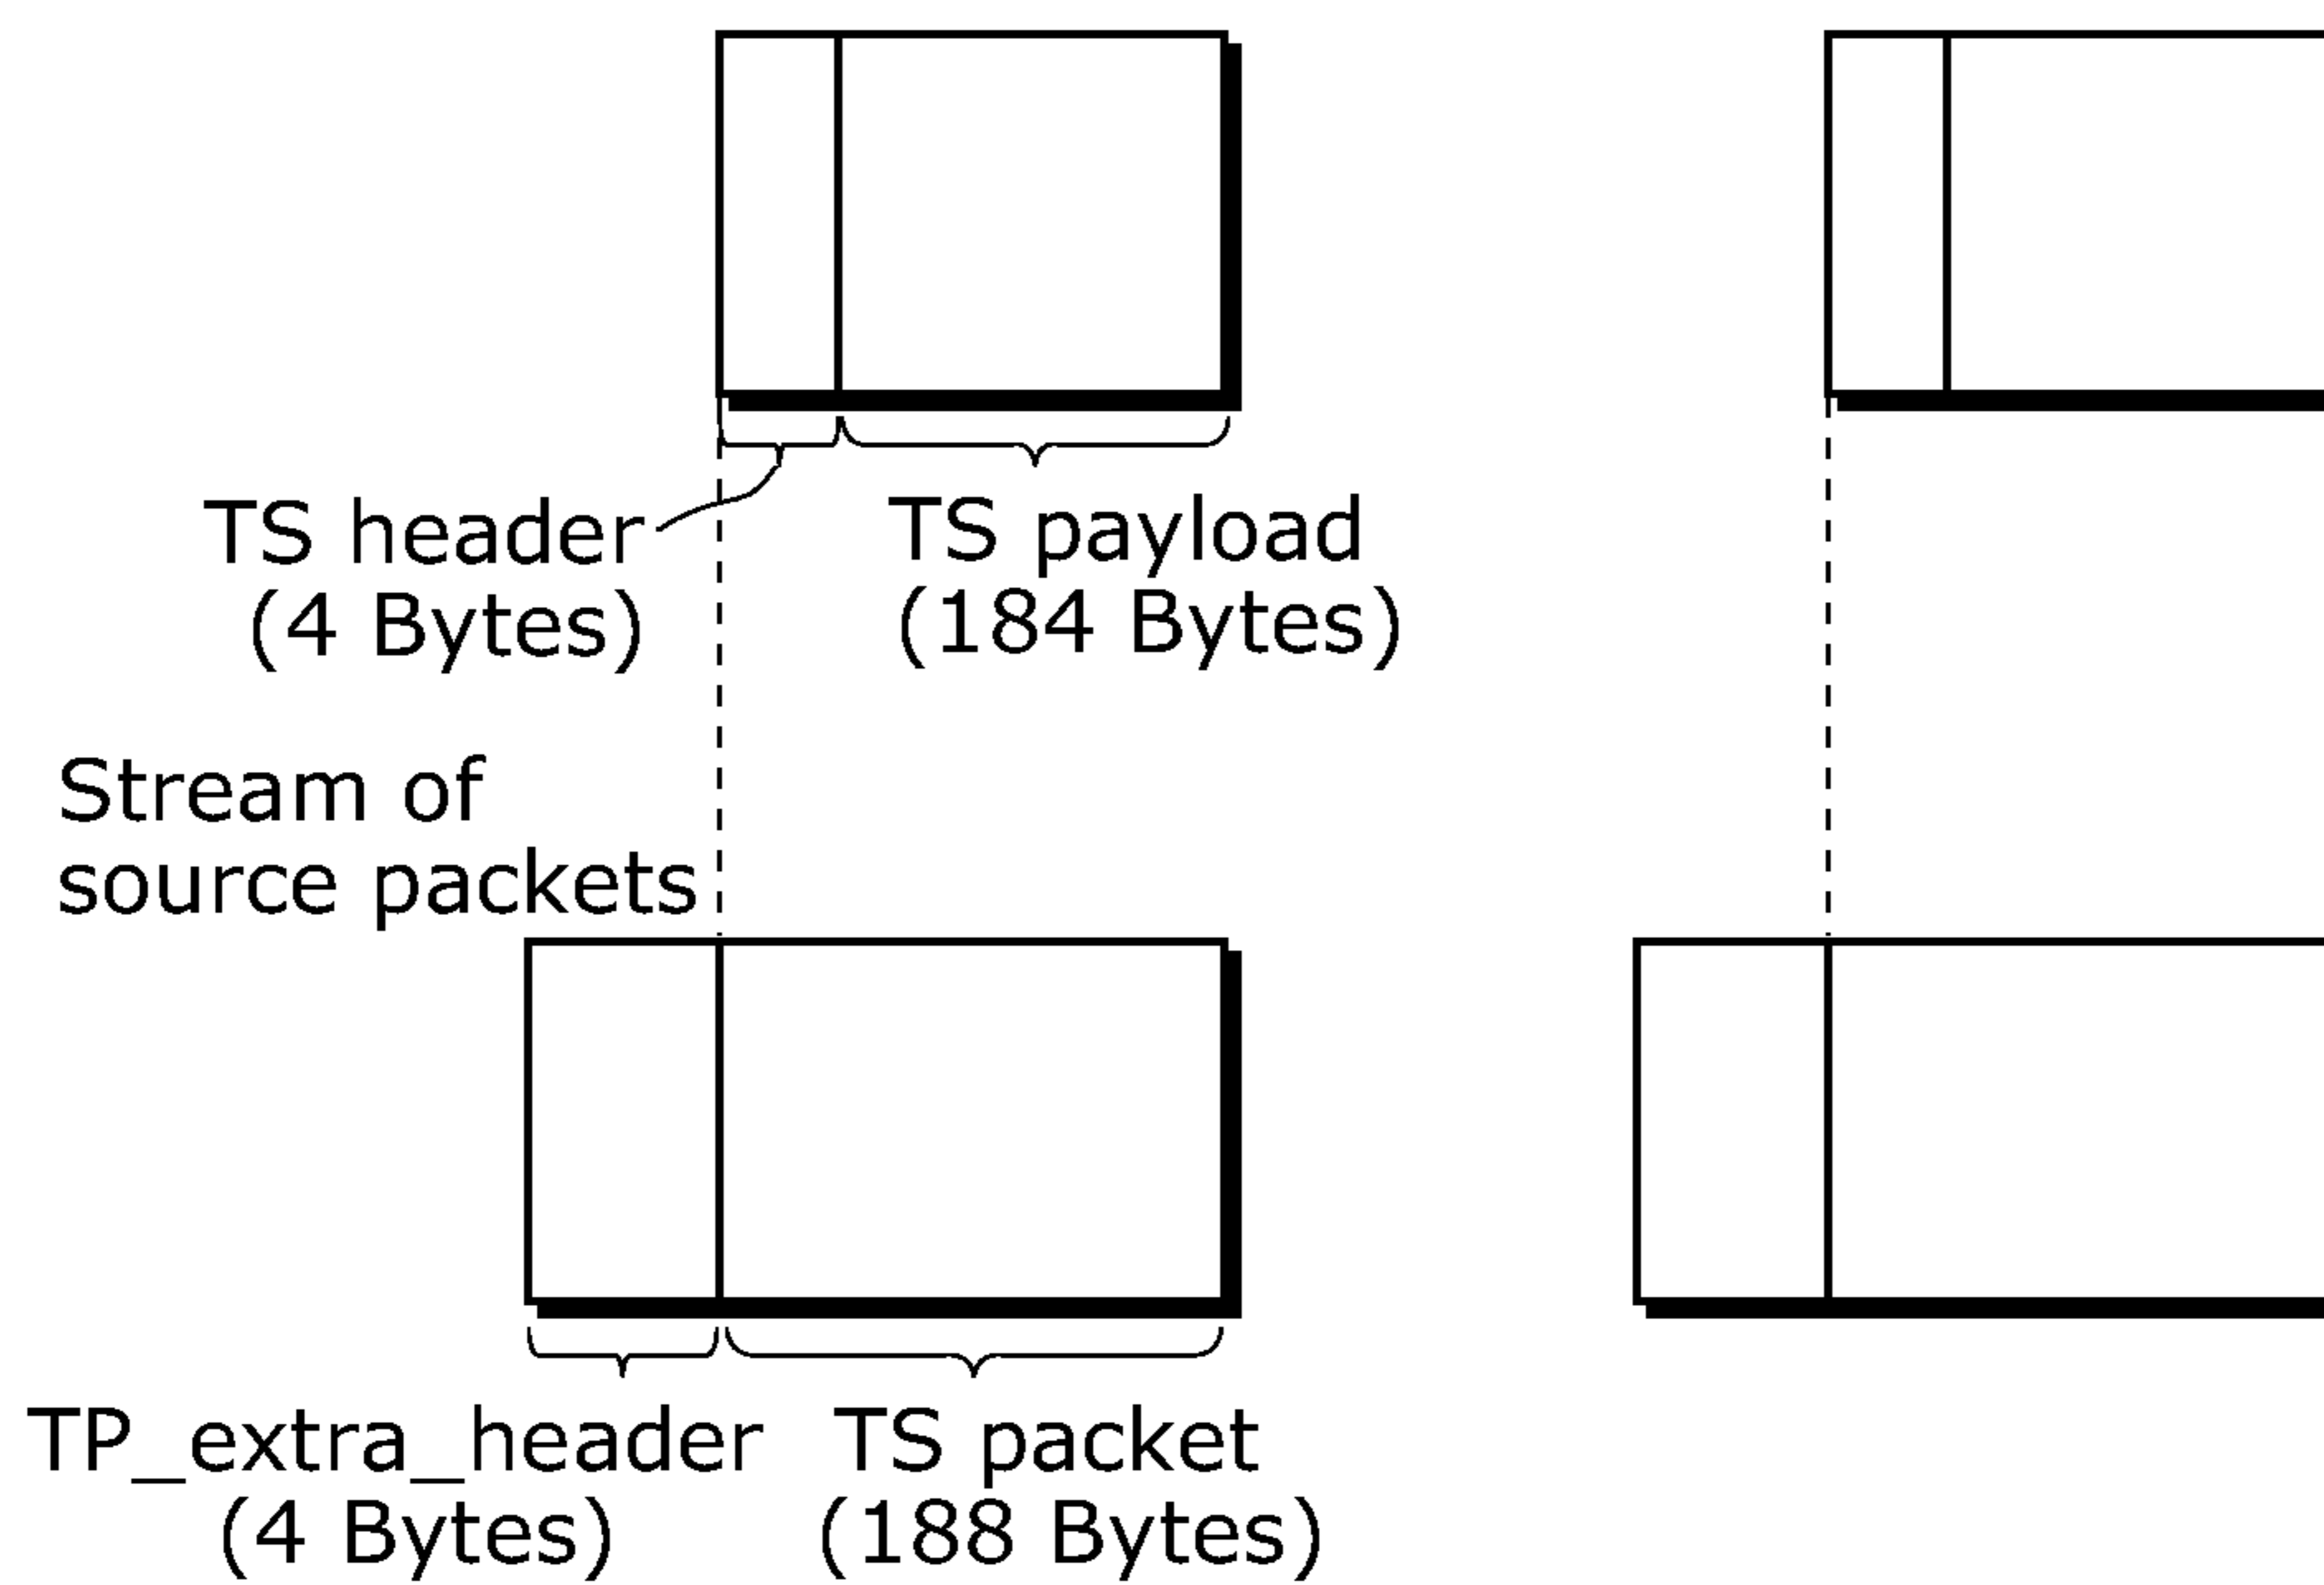 TS header
(4 Bytes)
TS payload
(184 Bytes)
Stream of
source packets
TP_extra_header
(4 Bytes)
TS packet
(188 Bytes)